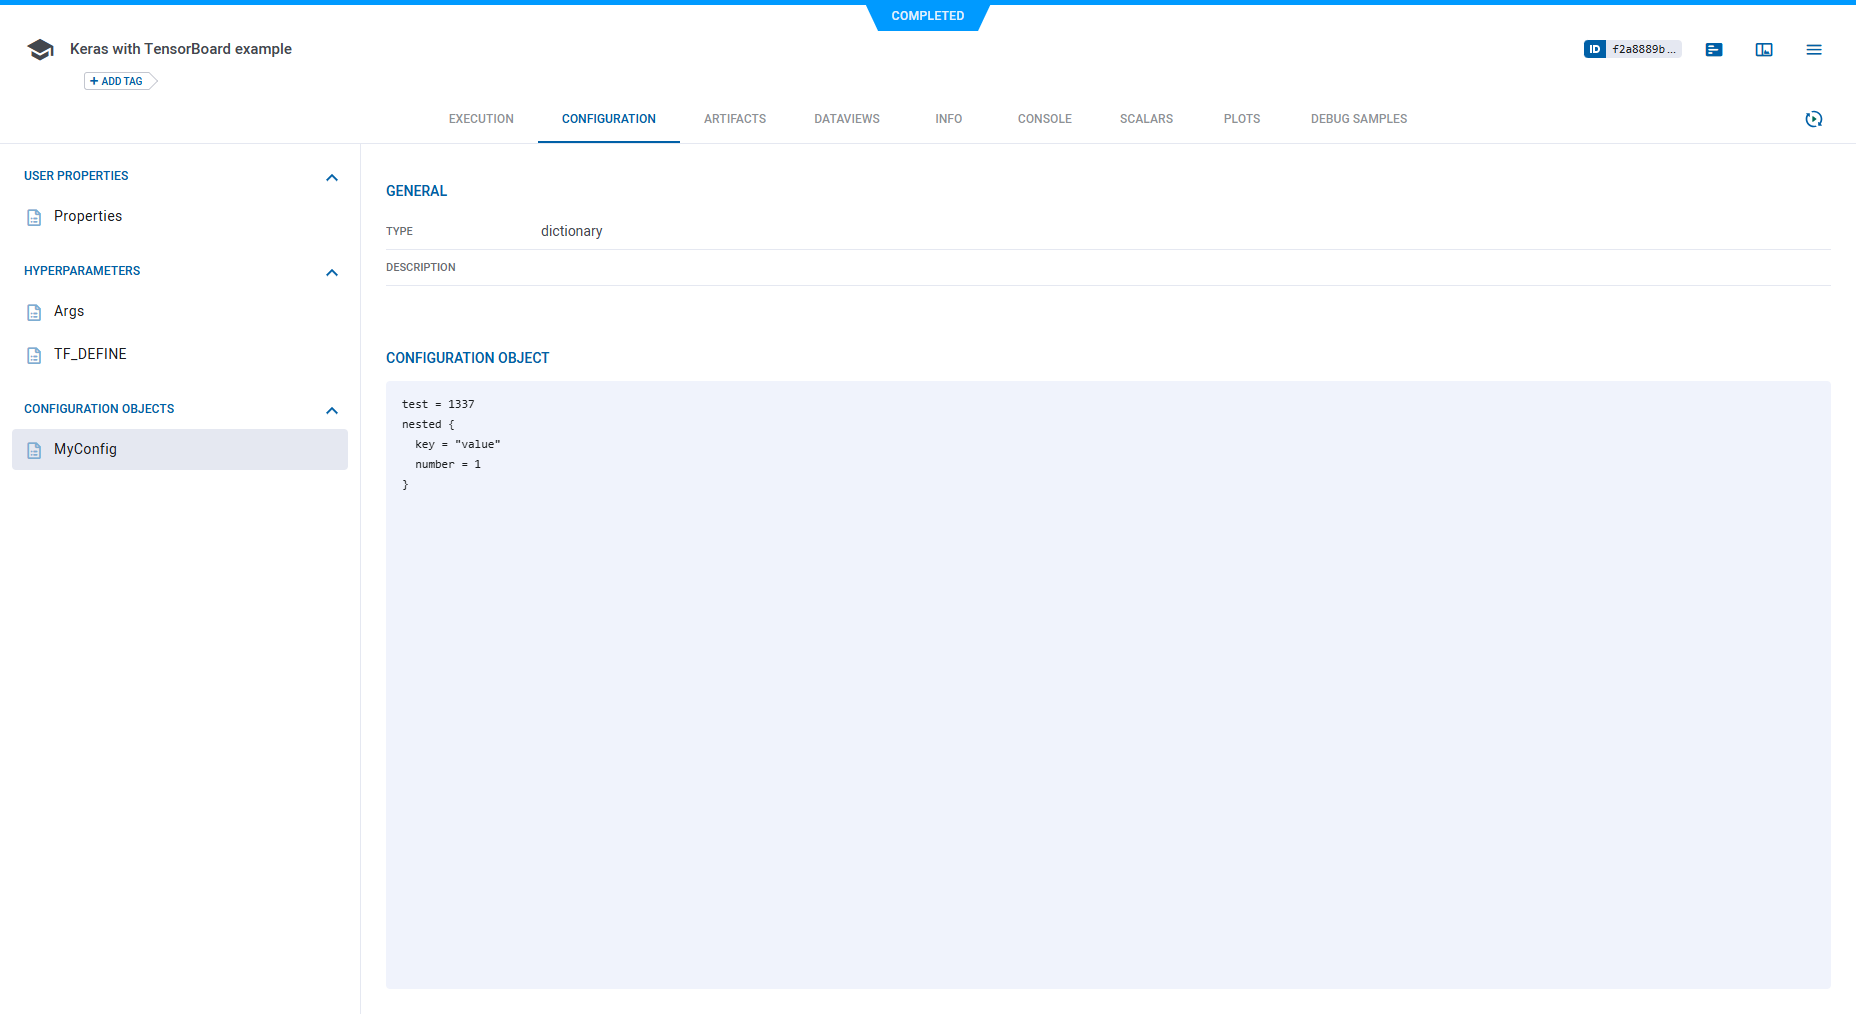 COMPLETED
Keras with TensorBoard example
ID f2a8889b...
+ ADD TAG
EXECUTION CONFIGURATION ARTIFACTS DATAVIEWS INFO CONSOLE SCALARS PLOTS DEBUG SAMPLES
USER PROPERTIES
Properties
HYPERPARAMETERS
Args
TF_DEFINE
CONFIGURATION OBJECTS
MyConfig
GENERAL
TYPE dictionary
DESCRIPTION
CONFIGURATION OBJECT
test = 1337
nested {
  key = "value"
  number = 1
}